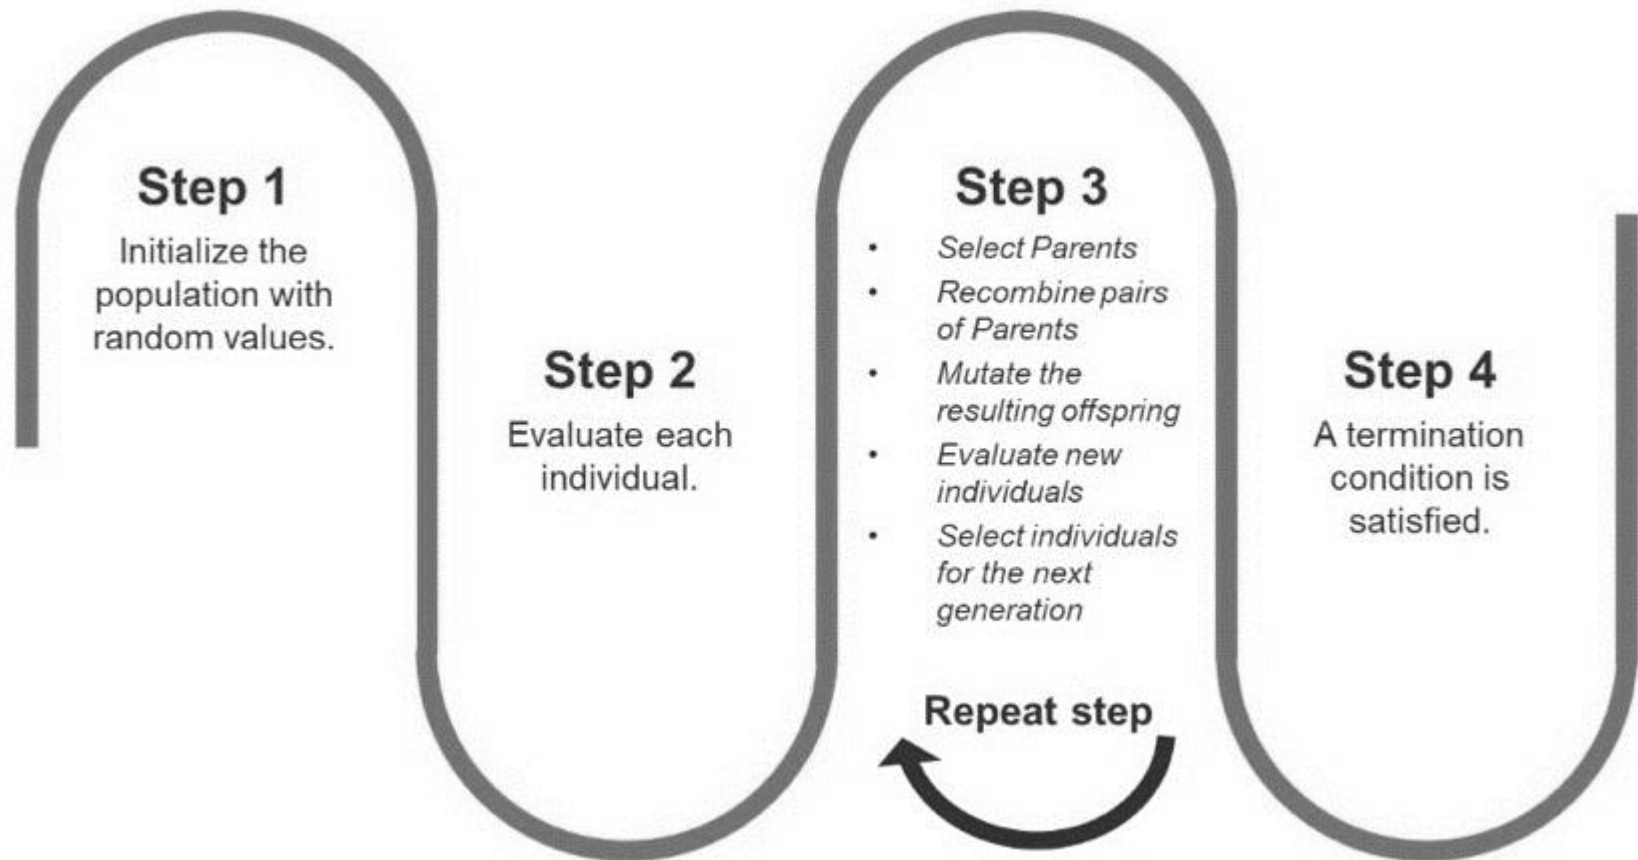 Step 1
Initialize the
population with
random values.
Step 2
Evaluate each
individual.
Step 3
• Select Parents
• Recombine pairs
of Parents
• Mutate the
resulting offspring
• Evaluate new
individuals
• Select individuals
for the next
generation
Repeat step
Step 4
A termination
condition is
satisfied.